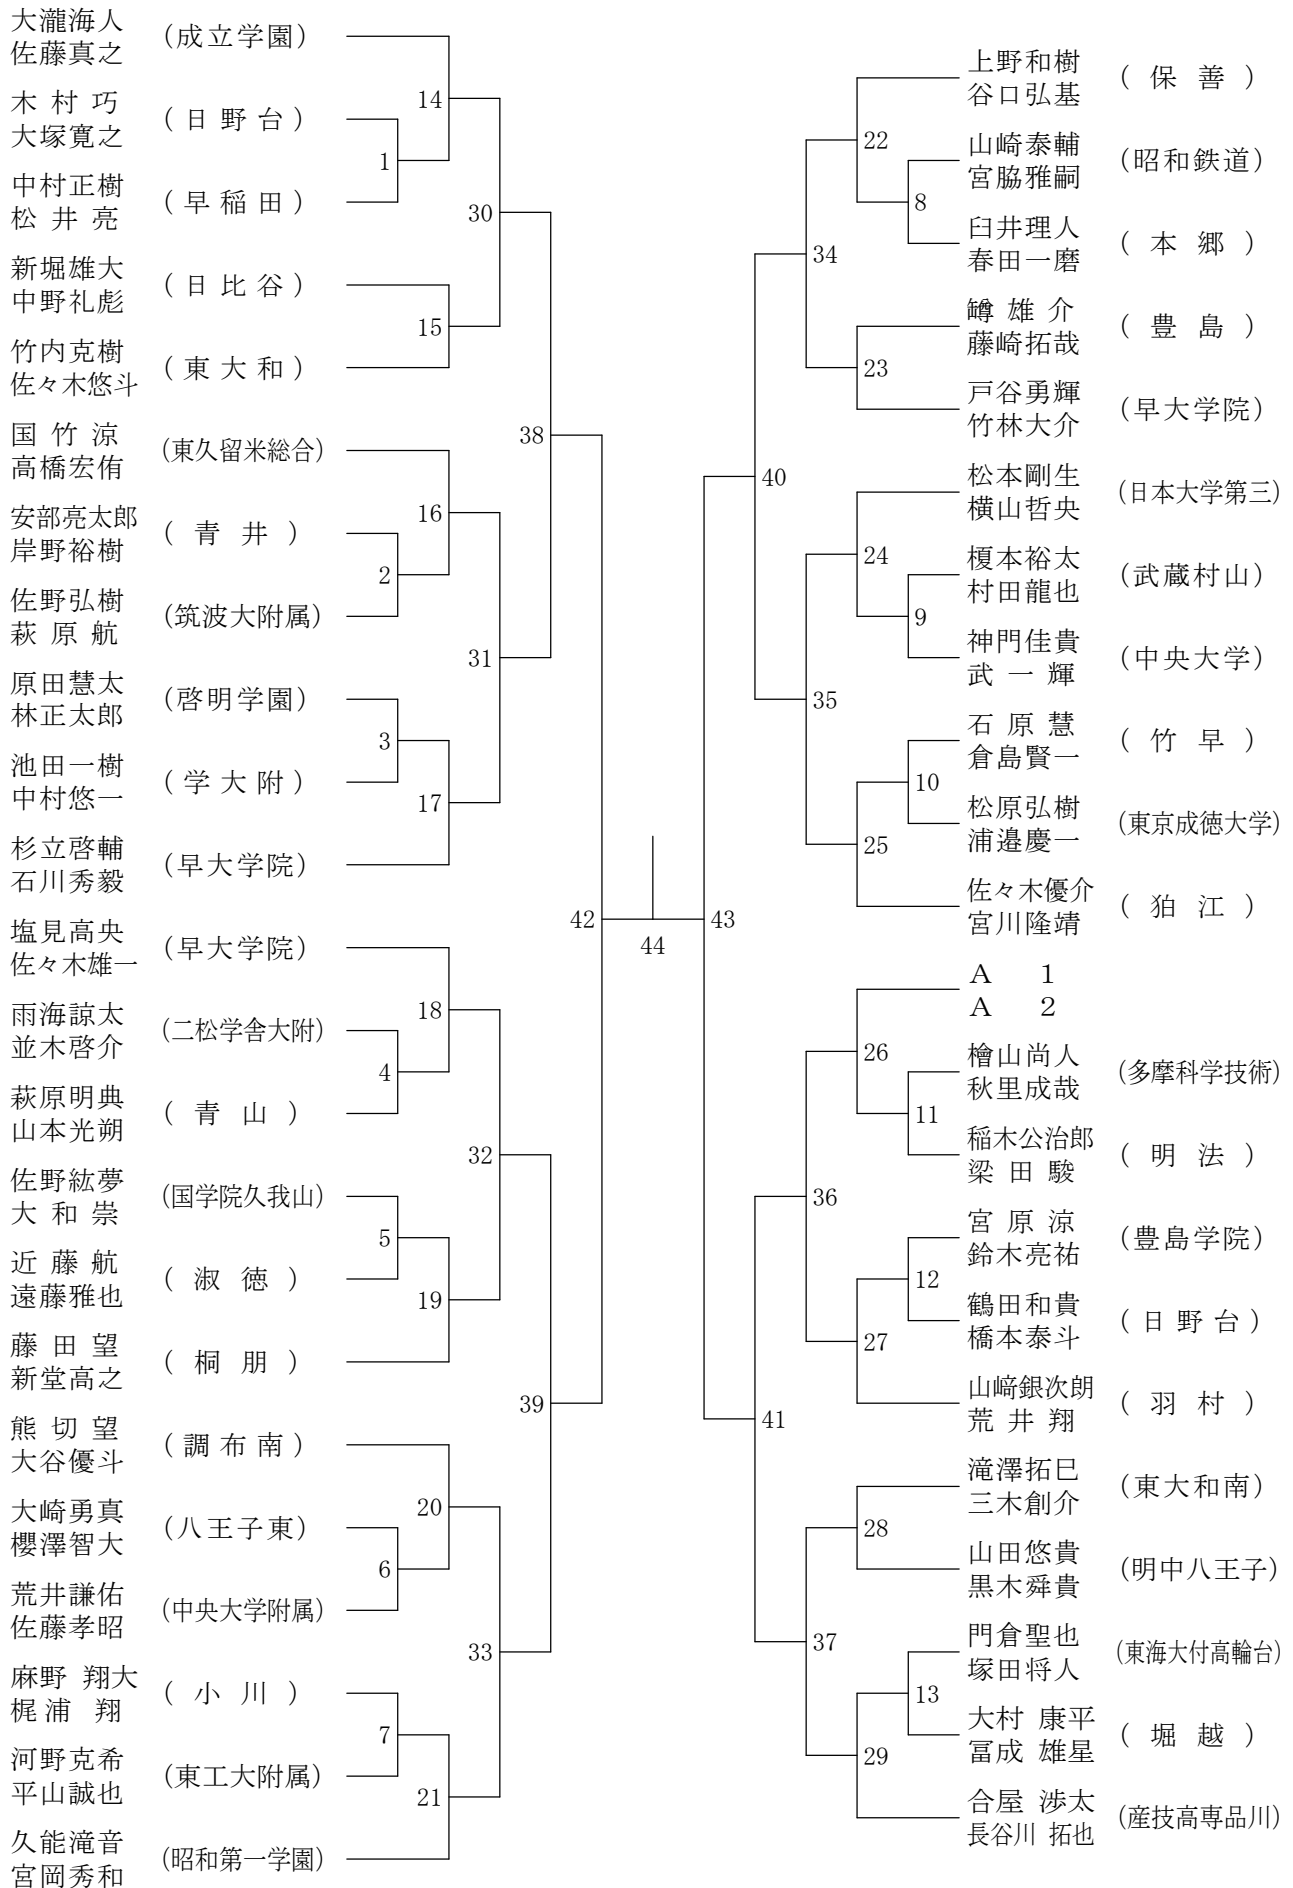 大瀧海人
佐藤真之
(成立学園)
木村巧
大塚寛之
(日野台)
中村正樹
松井亮
(早稲田)
新堀雄大
中野礼彪
(日比谷)
竹内克樹
佐々木悠斗
(東大和)
国竹涼
高橋宏侑
(東久留米総合)
安部亮太郎
岸野裕樹
(青井)
佐野弘樹
萩原航
(筑波大附属)
原田慧太
林正太郎
(啓明学園)
池田一樹
中村悠一
(学大附)
杉立啓輔
石川秀毅
(早大学院)
塩見高央
佐々木雄一
(早大学院)
雨海諒太
並木啓介
(二松学舎大附)
萩原明典
山本光朔
(青山)
佐野紘夢
大和崇
(国学院久我山)
近藤航
遠藤雅也
(淑徳)
藤田望
新堂高之
(桐朋)
熊切望
大谷優斗
(調布南)
大崎勇真
櫻澤智大
(八王子東)
荒井謙佑
佐藤孝昭
(中央大学附属)
麻野 翔大
梶浦 翔
(小川)
河野克希
平山誠也
(東工大附属)
久能滝音
宮岡秀和
(昭和第一学園)
1
2
3
4
5
6
7
14
15
16
17
18
19
20
21
30
31
32
33
38
39
42
44
43
40
41
34
35
36
37
22
23
24
25
26
27
28
29
8
9
10
11
12
13
上野和樹
谷口弘基
(保善)
山崎泰輔
宮脇雅嗣
(昭和鉄道)
臼井理人
春田一磨
(本郷)
鱒雄介
藤崎拓哉
(豊島)
戸谷勇輝
竹林大介
(早大学院)
松本剛生
横山哲央
(日本大学第三)
榎本裕太
村田龍也
(武蔵村山)
神門佳貴
武一輝
(中央大学)
石原慧
倉島賢一
(竹早)
松原弘樹
浦邉慶一
(東京成徳大学)
佐々木優介
宮川隆靖
(狛江)
A 1
A 2
檜山尚人
秋里成哉
(多摩科学技術)
稲木公治郎
梁田駿
(明法)
宮原涼
鈴木亮祐
(豊島学院)
鶴田和貴
橋本泰斗
(日野台)
山﨑銀次朗
荒井翔
(羽村)
滝澤拓巳
三木創介
(東大和南)
山田悠貴
黒木舜貴
(明中八王子)
門倉聖也
塚田将人
(東海大付高輪台)
大村 康平
冨成 雄星
(堀越)
合屋 渉太
長谷川 拓也
(産技高専品川)